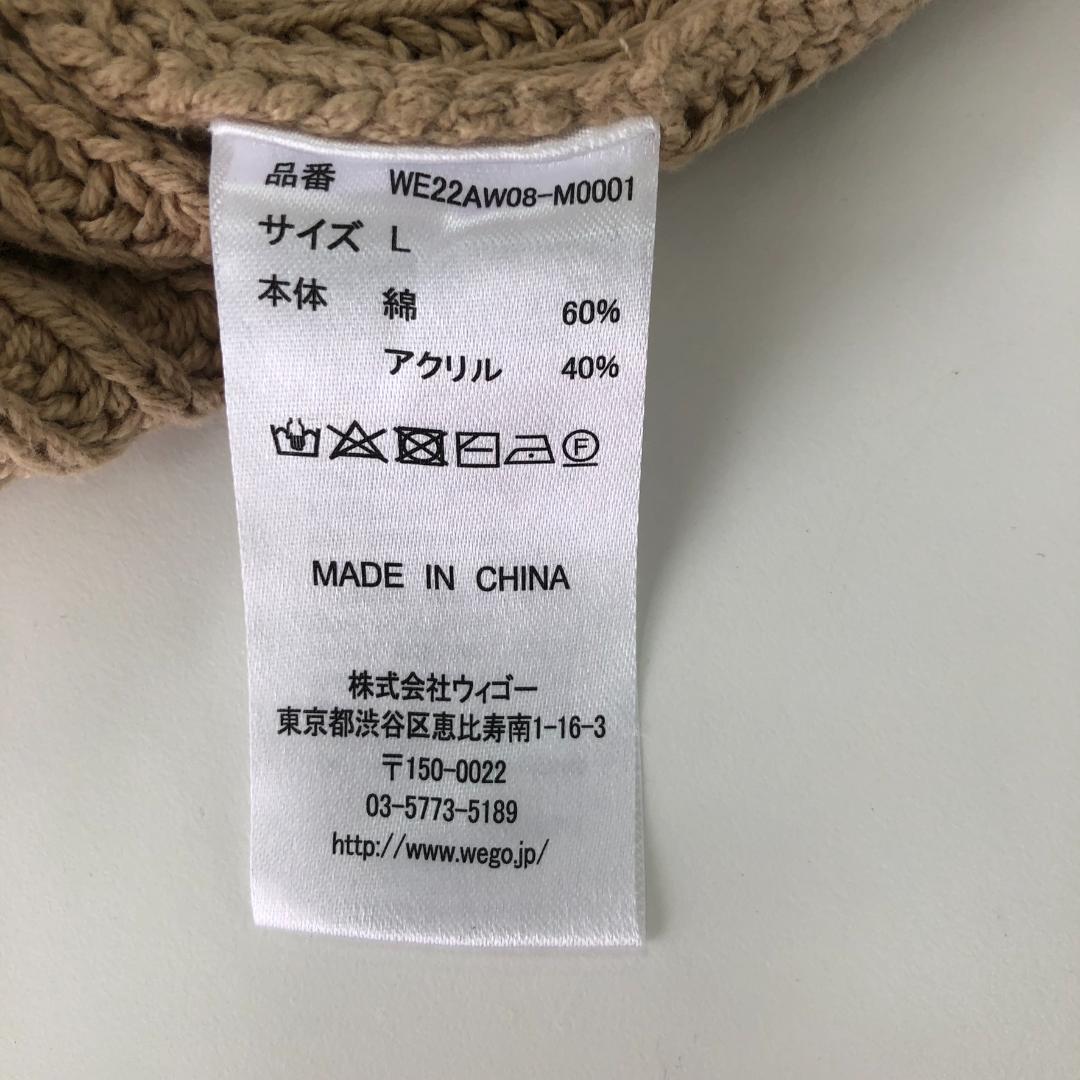 品番 WE22AW08-M0001
サイズ L
本体 綿 60%
アクリル 40%
F
MADE IN CHINA
株式会社ウィゴー
東京都渋谷区恵比寿南1-16-3
〒150-0022
03-5773-5189
http://www.wego.jp/